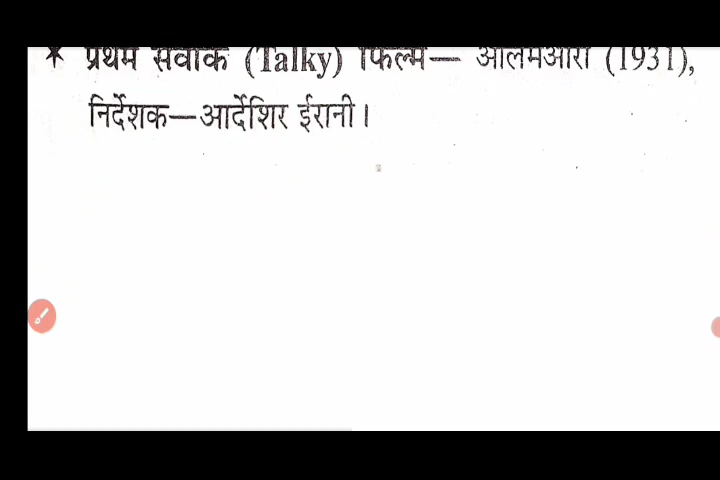 * प्रथम सवाक (Talky) फिल्म— आलमआरा (1931),
निर्देशक—आर्देशिर ईरानी।